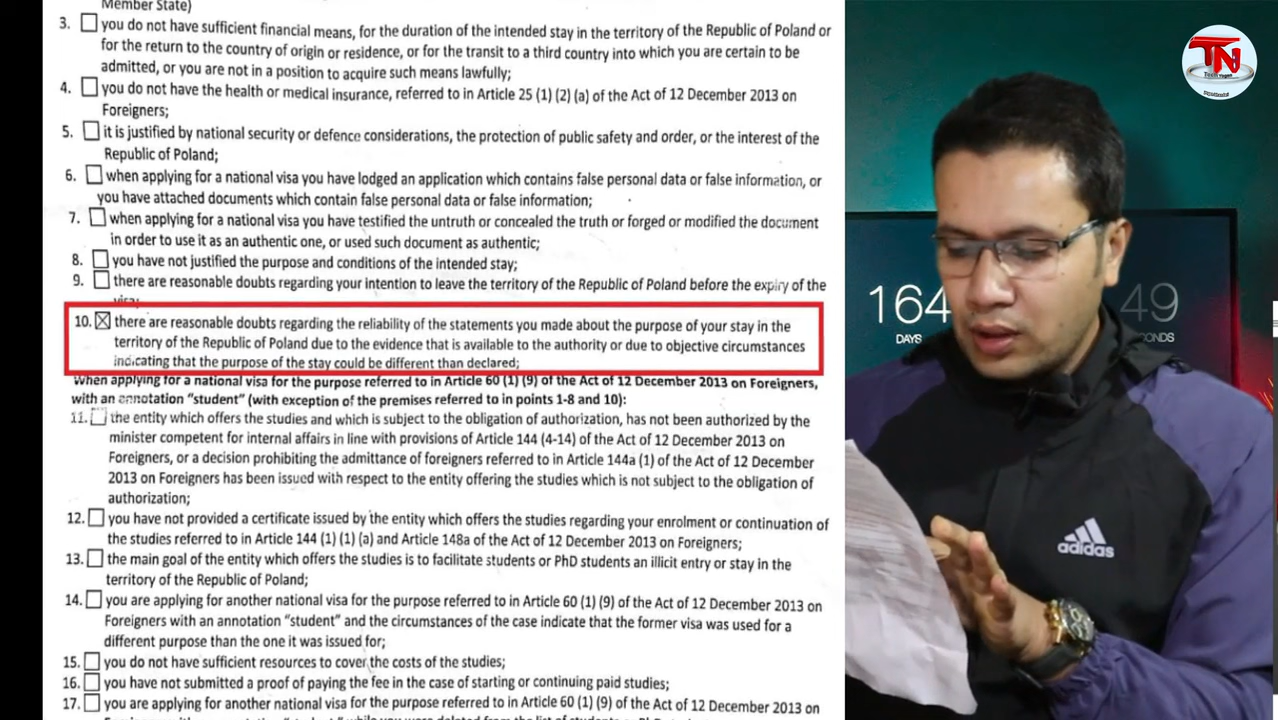 Member State)
3. you do not have sufficient financial means, for the duration of the intended stay in the territory of the Republic of Poland or
for the return to the country of origin or residence, or for the transit to a third country into which you are certain to be
admitted, or you are not in a position to acquire such means lawfully;
4. you do not have the health or medical insurance, referred to in Article 25 (1) (2) (a) of the Act of 12 December 2013 on
Foreigners;
5. it is justified by national security or defence considerations, the protection of public safety and order, or the interest of the
Republic of Poland;
6. when applying for a national visa you have lodged an application which contains false personal data or false information, or
you have attached documents which contain false personal data or false information;
7. when applying for a national visa you have testified the untruth or concealed the truth or forged or modified the document
in order to use it as an authentic one, or used such document as authentic;
8. you have not justified the purpose and conditions of the intended stay;
9. there are reasonable doubts regarding your intention to leave the territory of the Republic of Poland before the expiry of the
visa;
10. there are reasonable doubts regarding the reliability of the statements you made about the purpose of your stay in the
territory of the Republic of Poland due to the evidence that is available to the authority or due to objective circumstances
indicating that the purpose of the stay could be different than declared;
When applying for a national visa for the purpose referred to in Article 60 (1) (9) of the Act of 12 December 2013 on Foreigners,
with an annotation "student" (with exception of the premises referred to in points 1-8 and 10):
11. the entity which offers the studies and which is subject to the obligation of authorization, has not been authorized by the
minister competent for internal affairs in line with provisions of Article 144 (4-14) of the Act of 12 December 2013 on
Foreigners, or a decision prohibiting the admittance of foreigners referred to in Article 144a (1) of the Act of 12 December
2013 on Foreigners has been issued with respect to the entity offering the studies which is not subject to the obligation of
authorization;
12. you have not provided a certificate issued by the entity which offers the studies regarding your enrolment or continuation of
the studies referred to in Article 144 (1) (1) (a) and Article 148a of the Act of 12 December 2013 on Foreigners;
13. the main goal of the entity which offers the studies is to facilitate students or PhD students an illicit entry or stay in the
territory of the Republic of Poland;
14. you are applying for another national visa for the purpose referred to in Article 60 (1) (9) of the Act of 12 December 2013 on
Foreigners with an annotation "student" and the circumstances of the case indicate that the former visa was used for a
different purpose than the one it was issued for;
15. you do not have sufficient resources to cover the costs of the studies;
16. you have not submitted a proof of paying the fee in the case of starting or continuing paid studies;
17. you are applying for another national visa for the purpose referred to in Article 60 (1) (9) of the Act of 12 December 2013 on
TN
164
DAYS
49
CONDS
adidas